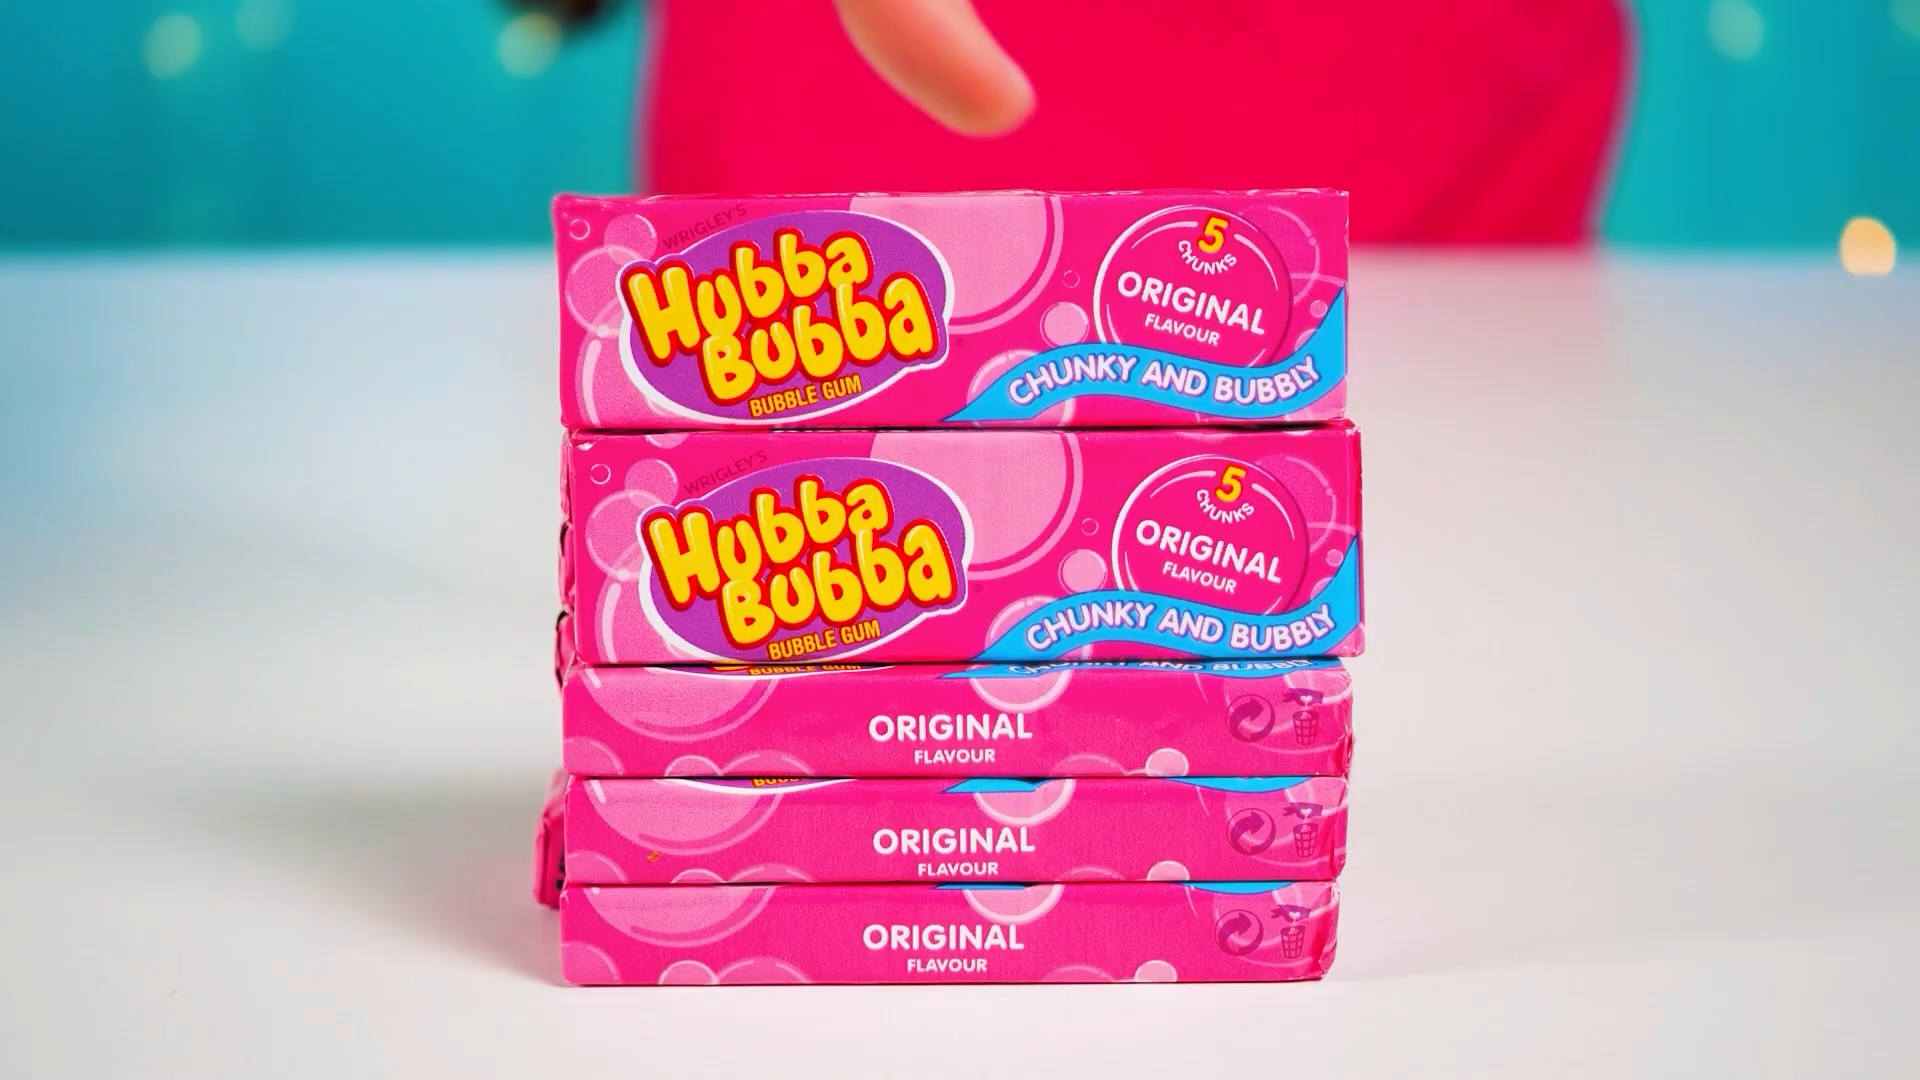 WRIGLEY'S
Hubba
Bubba
BUBBLE GUM
5
CHUNKS
ORIGINAL
FLAVOUR
CHUNKY AND BUBBLY
WRIGLEY'S
Hubba
Bubba
BUBBLE GUM
5
CHUNKS
ORIGINAL
FLAVOUR
CHUNKY AND BUBBLY
BUBBLE GUM
CHUNKY AND BUBBLY
ORIGINAL
FLAVOUR
ORIGINAL
FLAVOUR
ORIGINAL
FLAVOUR